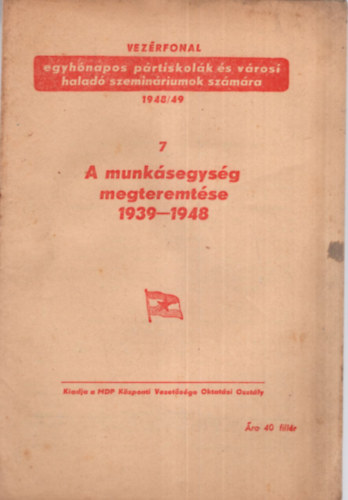 VEZÉRFONAL
egyhónapos pártiskolák és városi
haladó szemináriumok számára
1948/49
7
A munkásegység
megteremtése
1939—1948
Kiadja a MDP Központi Vezetősége Oktatási Osztály
Ára 40 fillér